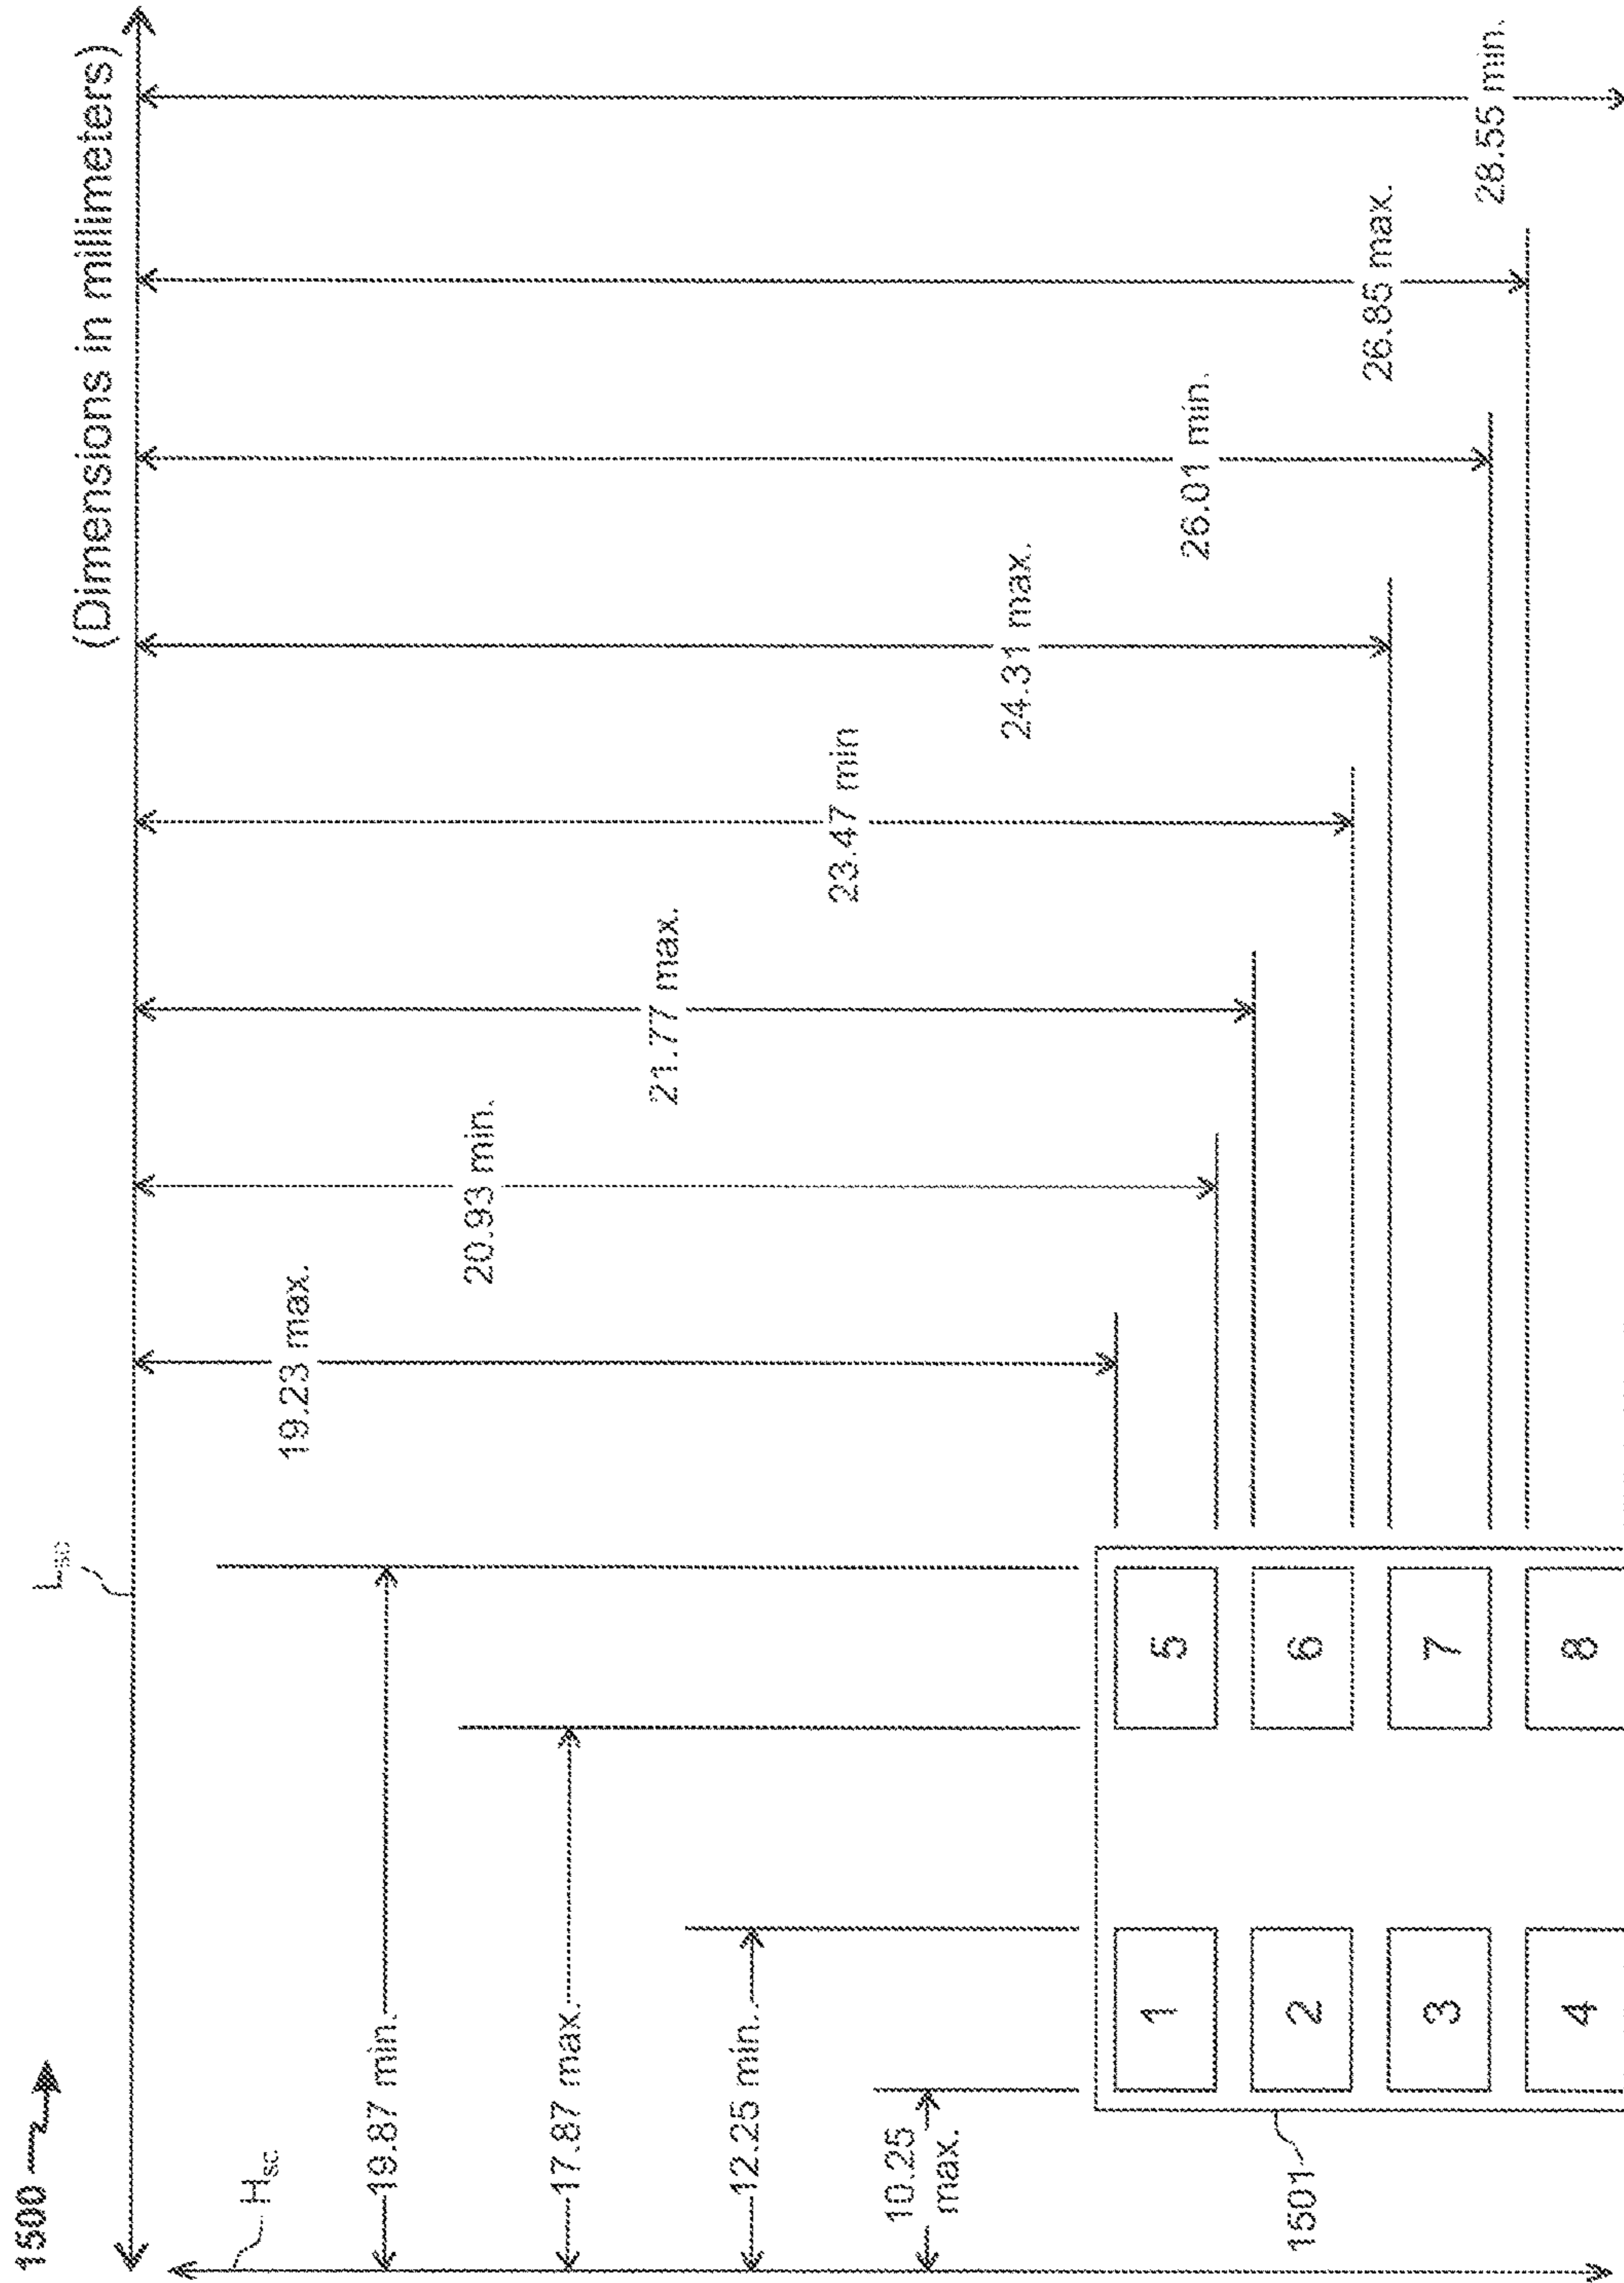 1500
(Dimensions in millimeters)
Lsc
Hsc
19.87 min.
17.87 max.
12.25 min.
10.25
max.
19.23 max.
20.93 min.
21.77 max.
23.47 min
24.31 max.
26.01 min.
26.85 max.
28.55 min.
1501
1
2
3
4
5
6
7
8